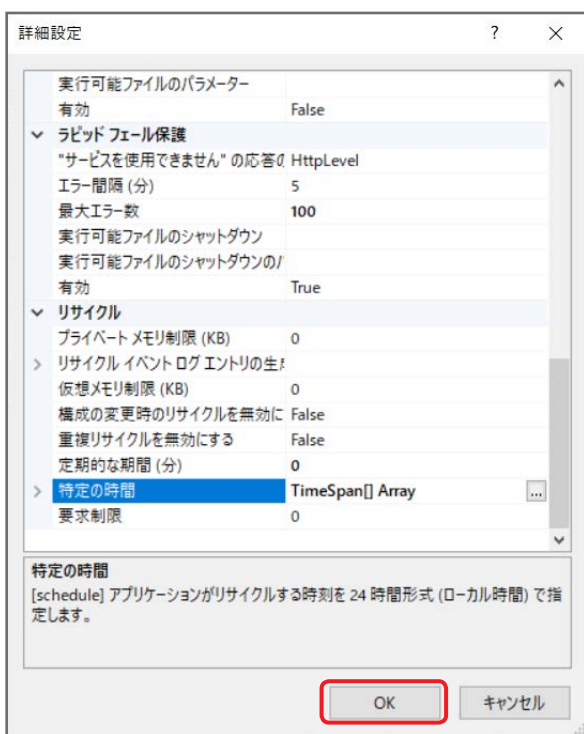 詳細設定 ?
実行可能ファイルのパラメーター
有効 False
ラピッド フェール保護
"サービスを使用できません" の応答の HttpLevel
エラー間隔 (分) 5
最大エラー数 100
実行可能ファイルのシャットダウン
実行可能ファイルのシャットダウンの
有効 True
リサイクル
プライベート メモリ制限 (KB) 0
リサイクル イベント ログ エントリの生
仮想メモリ制限 (KB) 0
構成の変更時のリサイクルを無効に False
重複リサイクルを無効にする False
定期的な期間 (分) 0
特定の時間 TimeSpan[] Array ...
要求制限 0
特定の時間
[schedule] アプリケーションがリサイクルする時刻を 24 時間形式 (ローカル時間) で指
定します。
OK キャンセル